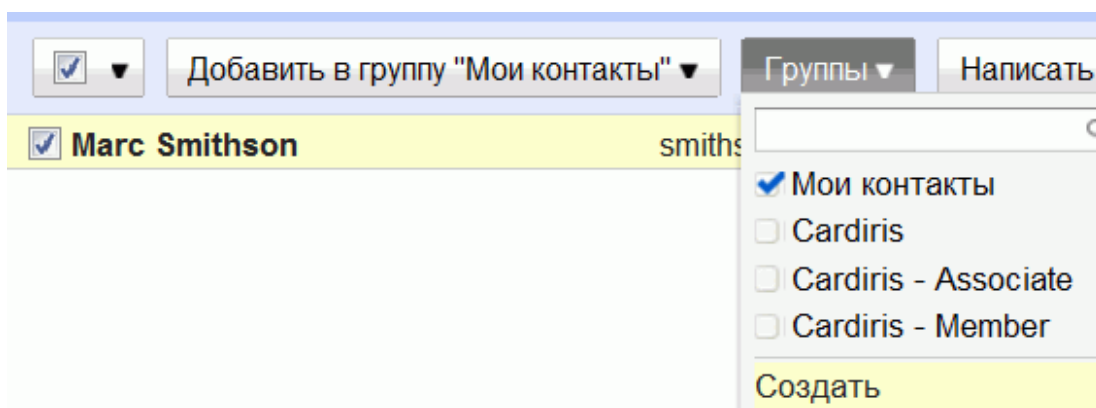 Добавить в группу "Мои контакты" Группы Написать
Marc Smithson smiths
Мои контакты
Cardiris
Cardiris - Associate
Cardiris - Member
Создать